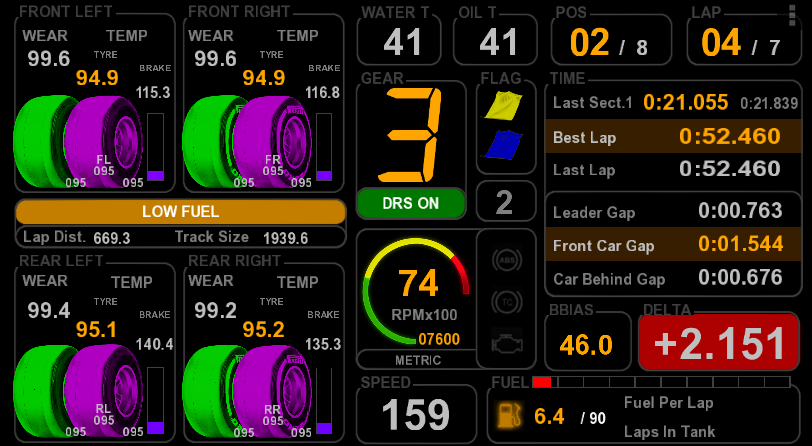 FRONT LEFT
WEAR TEMP
99.6 TYRE
94.9 BRAKE
115.3
FL
095
095 095
FRONT RIGHT
WEAR TEMP
99.6 TYRE
94.9 BRAKE
116.8
FR
095
095 095
LOW FUEL
Lap Dist. 669.3 Track Size 1939.6
REAR LEFT
WEAR TEMP
99.4 TYRE
95.1 BRAKE
140.4
RL
095
095 095
REAR RIGHT
WEAR TEMP
99.2 TYRE
95.2 BRAKE
135.3
RR
095
095 095
WATER T
41
OIL T
41
GEAR
3
DRS ON
FLAG
2
74
RPMx100
07600
METRIC
ABS
TC
SPEED
159
POS
02 / 8
LAP
04 / 7
TIME
Last Sect.1 0:21.055 0:21.839
Best Lap 0:52.460
Last Lap 0:52.460
Leader Gap 0:00.763
Front Car Gap 0:01.544
Car Behind Gap 0:00.676
BBIAS
46.0
DELTA
+2.151
FUEL
6.4 / 90
Fuel Per Lap
Laps In Tank